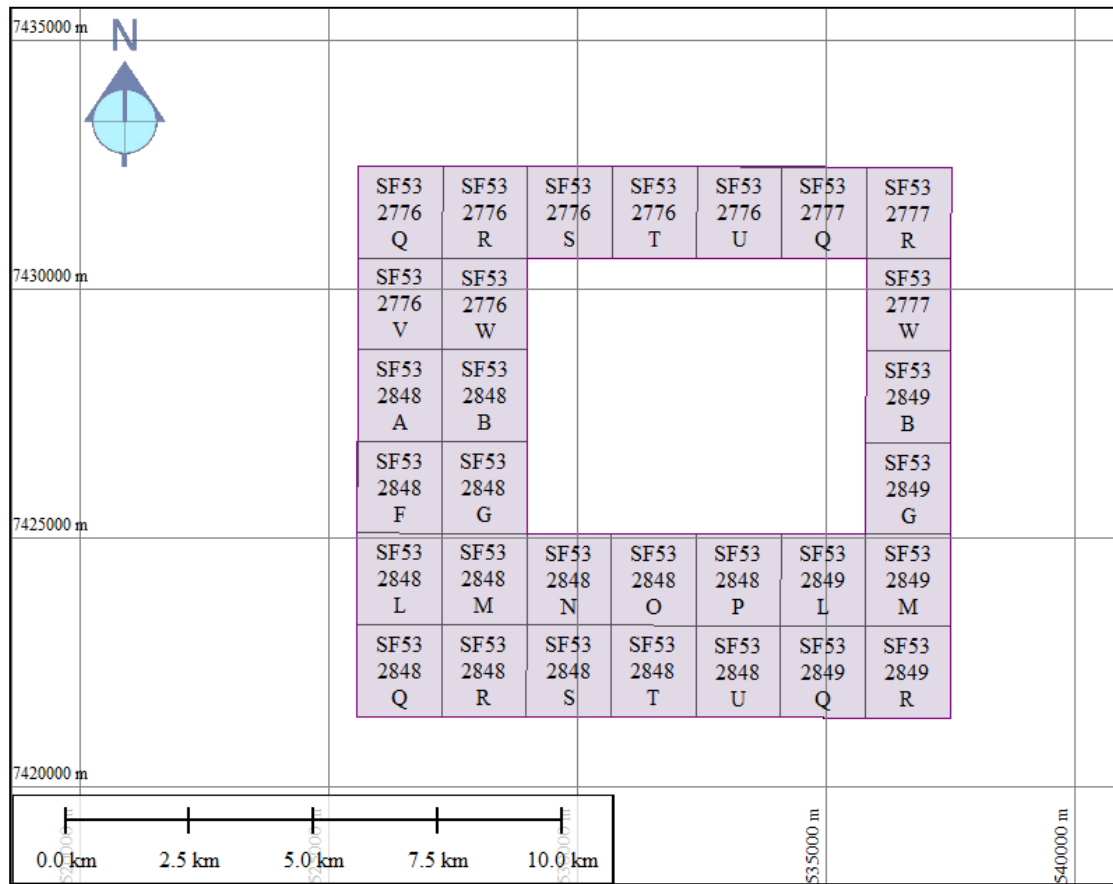 7435000 m
N
SF53 SF53 SF53 SF53 SF53 SF53 SF53
2776 2776 2776 2776 2776 2777 2777
Q R S T U Q R
7430000 m
SF53 SF53 SF53
2776 2776 2777
V W W
SF53 SF53 SF53
2848 2848 2849
A B B
SF53 SF53 SF53
2848 2848 2849
F G G
7425000 m
SF53 SF53 SF53 SF53 SF53 SF53 SF53
2848 2848 2848 2848 2848 2849 2849
L M N O P L M
SF53 SF53 SF53 SF53 SF53 SF53 SF53
2848 2848 2848 2848 2848 2849 2849
Q R S T U Q R
7420000 m
0.0 km 2.5 km 5.0 km 7.5 km 10.0 km
535000 m
540000 m